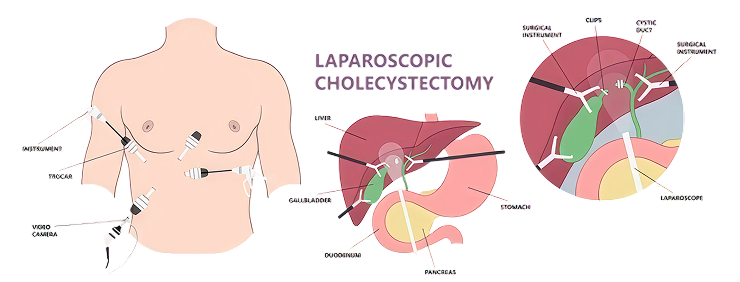 LAPAROSCOPIC
CHOLECYSTECTOMY
INSTRUMENT
TROCAR
VIDEO
CAMERA
LIVER
GALLBLADDER
DUODENUM
PANCREAS
STOMACH
SURGICAL
INSTRUMENT
CLIPS
CYSTIC
DUCT
SURGICAL
INSTRUMENT
LAPAROSCOPE